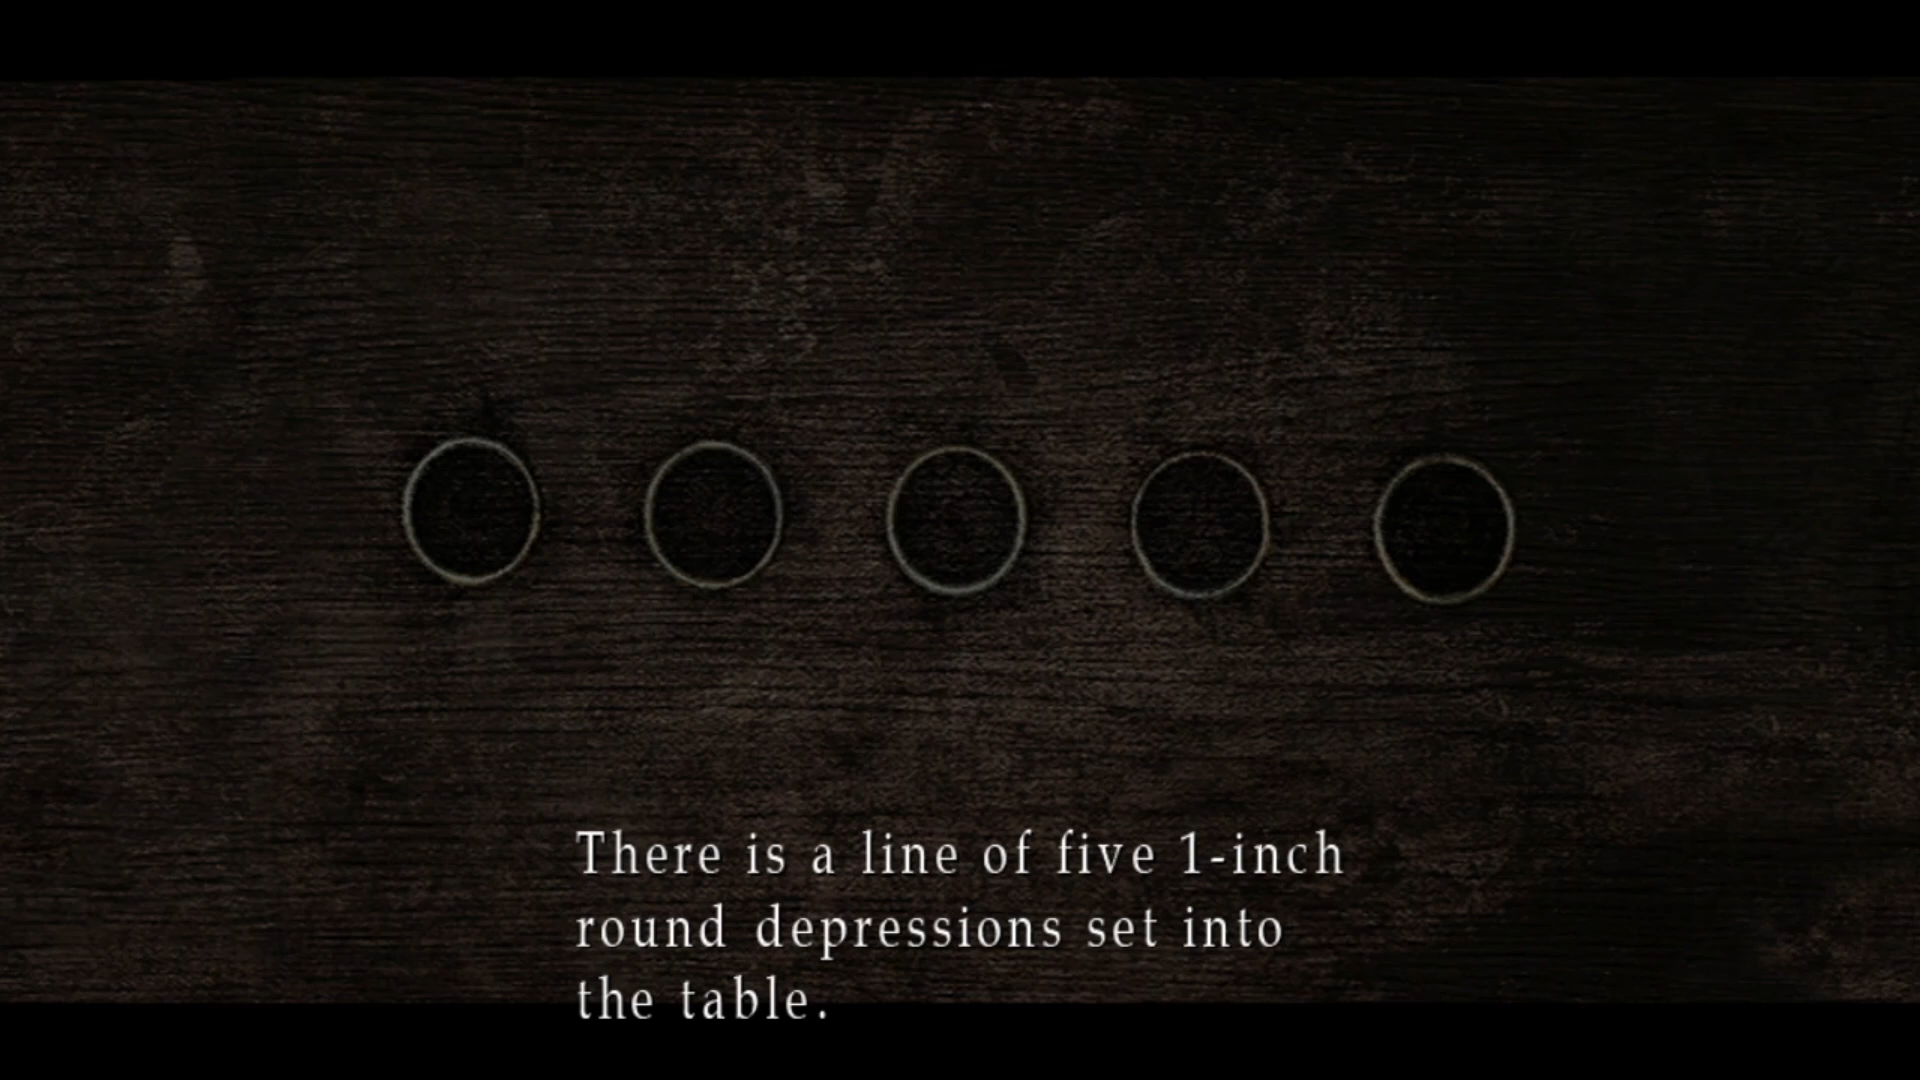 There is a line of five 1-inch
round depressions set into
the table.